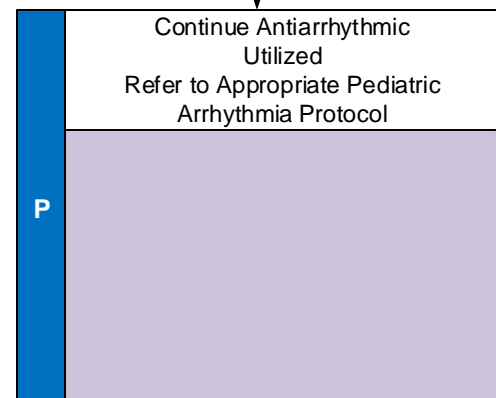 Continue Antiarrhythmic
Utilized
Refer to Appropriate Pediatric
Arrhythmia Protocol
P